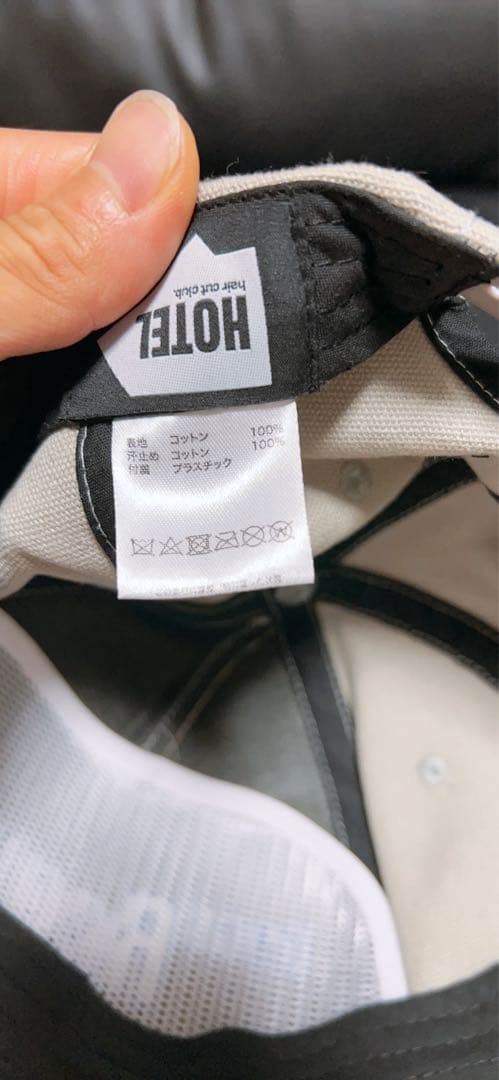 HOTEL
hair cut club.
表地 コットン 100%
汗止め コットン 100%
付属 プラスチック